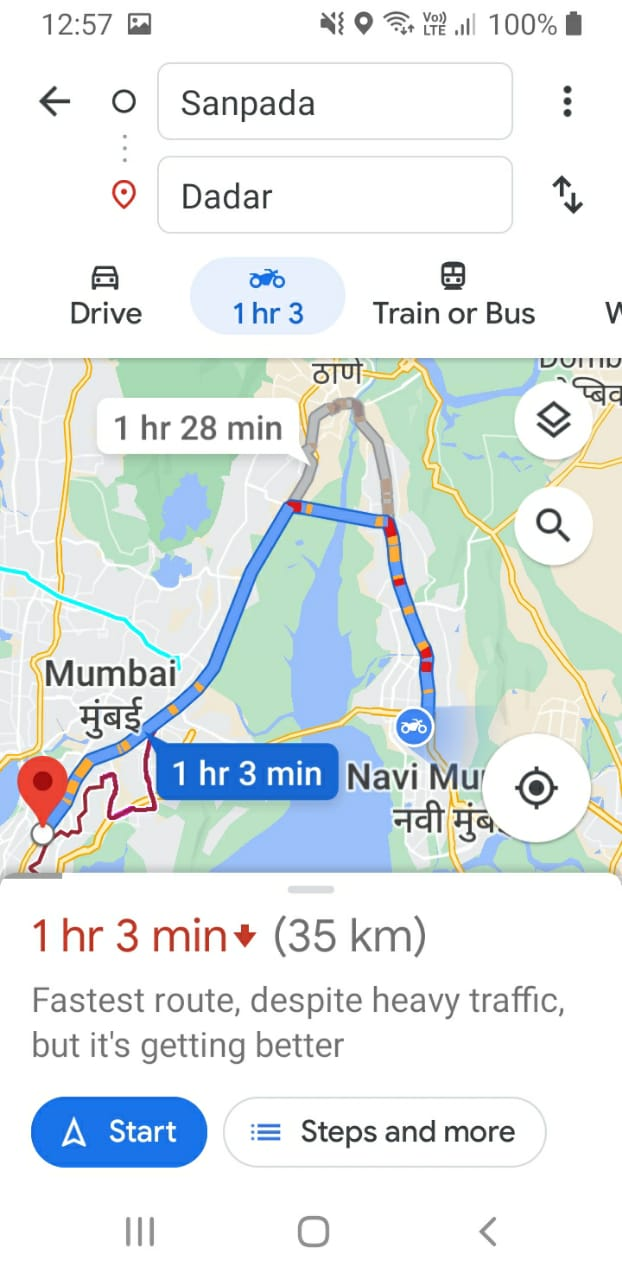 12:57 Vo)) LTE 100%
Sanpada
Dadar
Drive
1 hr 3
Train or Bus
ठाणे
1 hr 28 min
Mumbai
मुंबई
1 hr 3 min
Navi Mu
नवी मुंब
1 hr 3 min (35 km)
Fastest route, despite heavy traffic,
but it's getting better
Start
Steps and more